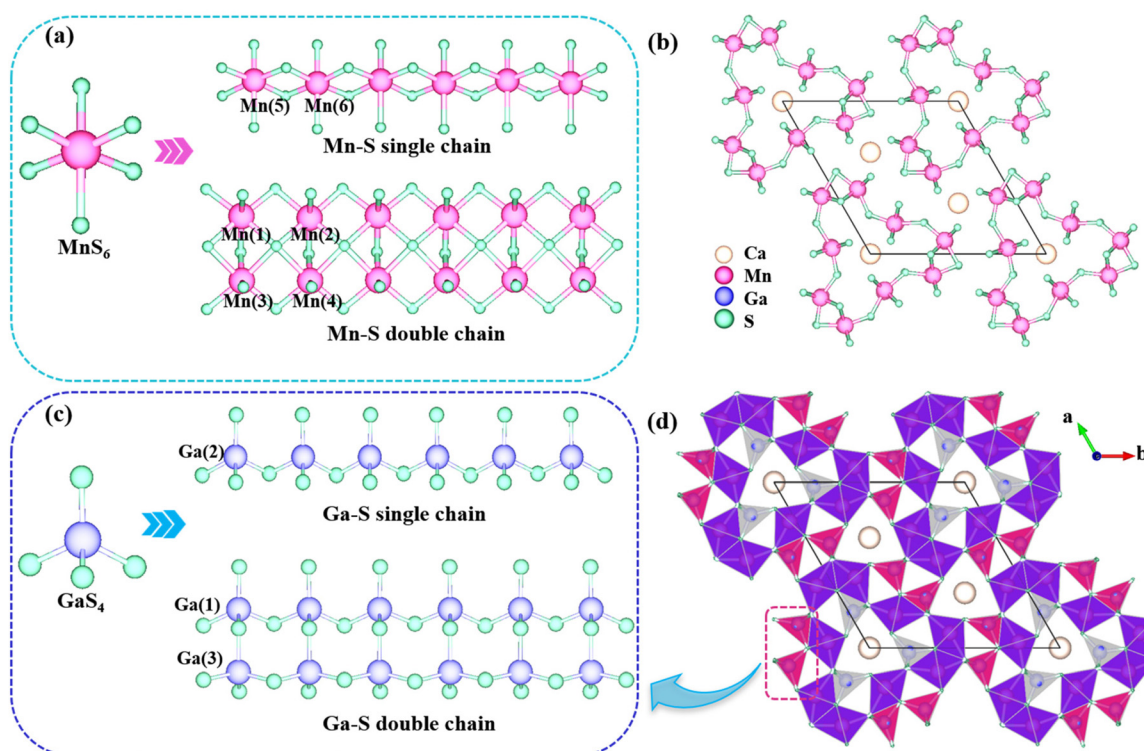 (a)
Mn(5) Mn(6)
Mn-S single chain
MnS6
Mn(1) Mn(2)
Mn(3) Mn(4)
Mn-S double chain
(b)
Ca
Mn
Ga
S
(c)
Ga(2)
Ga-S single chain
GaS4
Ga(1)
Ga(3)
Ga-S double chain
(d)
a
b